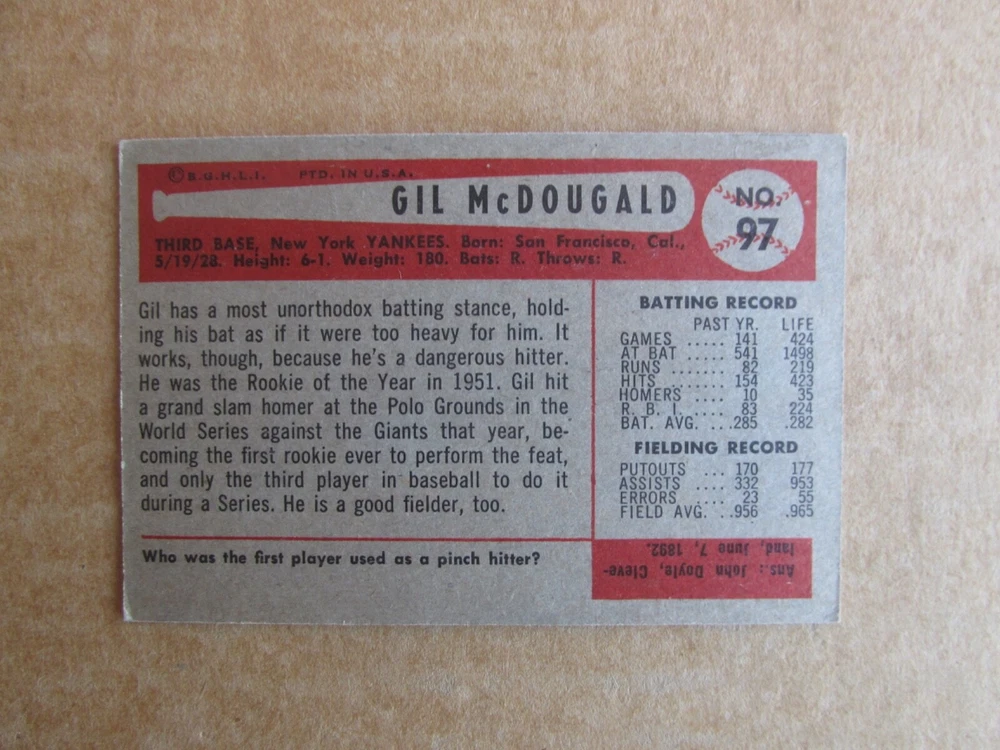 © B.G.H.L.I. PTD. IN U.S.A.
GIL McDOUGALD
NO.
97
THIRD BASE, New York YANKEES. Born: San Francisco, Cal.,
5/19/28. Height: 6-1. Weight: 180. Bats: R. Throws: R.
Gil has a most unorthodox batting stance, hold-
ing his bat as if it were too heavy for him. It
works, though, because he's a dangerous hitter.
He was the Rookie of the Year in 1951. Gil hit
a grand slam homer at the Polo Grounds in the
World Series against the Giants that year, be-
coming the first rookie ever to perform the feat,
and only the third player in baseball to do it
during a Series. He is a good fielder, too.
Who was the first player used as a pinch hitter?
BATTING RECORD
PAST YR. LIFE
GAMES ..... 141 424
AT BAT ..... 541 1498
RUNS ....... 82 219
HITS ........ 154 423
HOMERS .... 10 35
R. B. I. .... 83 224
BAT. AVG. .. .285 .282
FIELDING RECORD
PUTOUTS ... 170 177
ASSISTS .... 332 953
ERRORS .... 23 55
FIELD AVG. . .956 .965
Ans.: John Doyle, Cleve-
land, June 7, 1892.